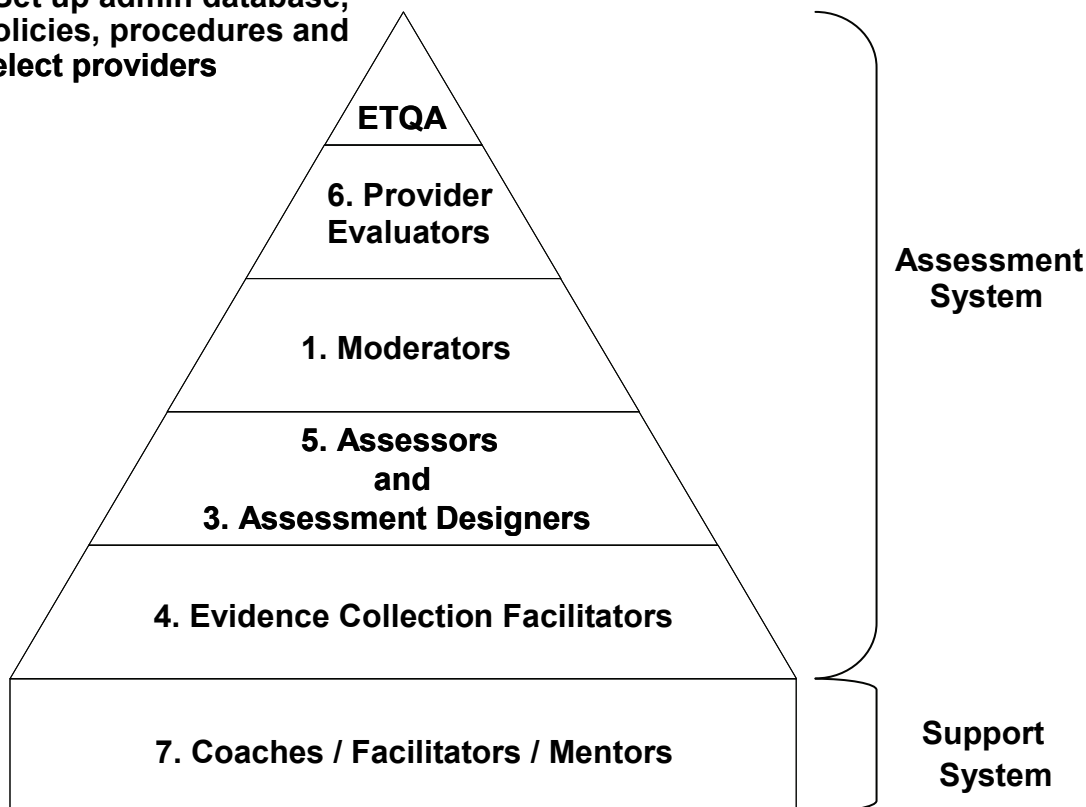 set up admin database,
olicies, procedures and
elect providers
ETQA
6. Provider
Evaluators
1. Moderators
5. Assessors
and
3. Assessment Designers
4. Evidence Collection Facilitators
7. Coaches / Facilitators / Mentors
Assessment
System
Support
System